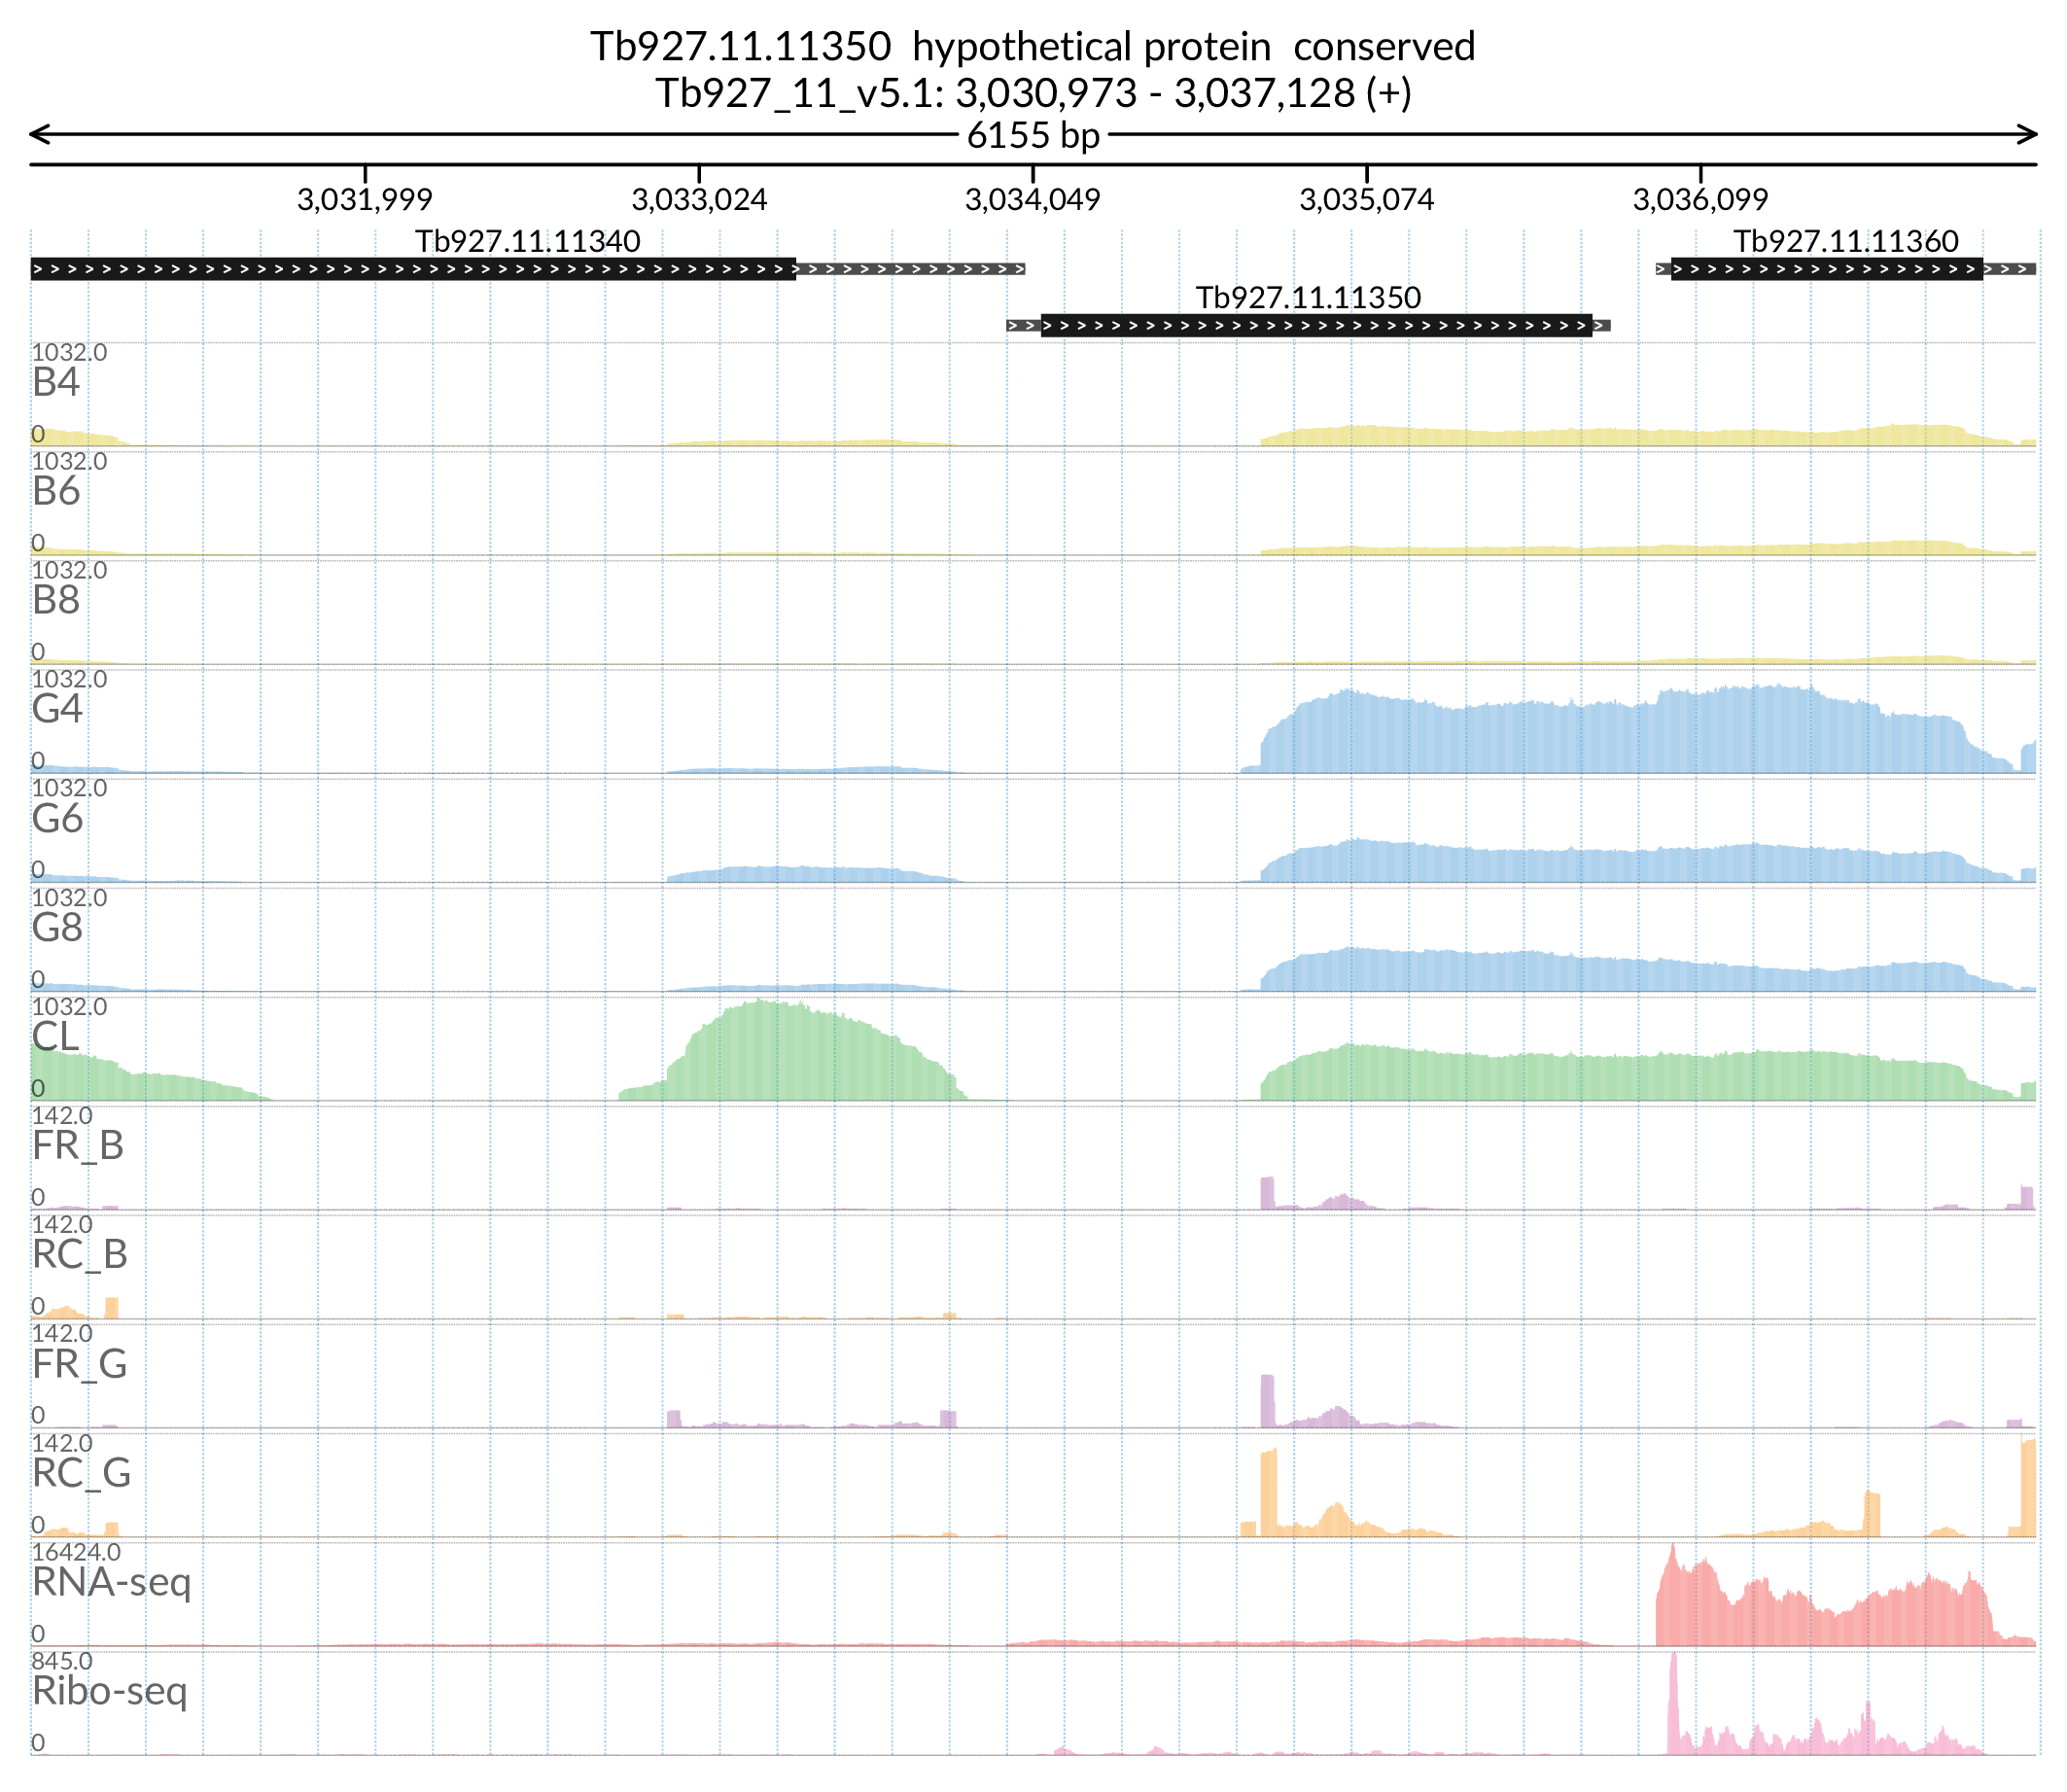 Tb927.11.11350 hypothetical protein conserved
Tb927_11_v5.1: 3,030,973 - 3,037,128 (+)
6155 bp
3,031,999 3,033,024 3,034,049 3,035,074 3,036,099
Tb927.11.11340 Tb927.11.11360
Tb927.11.11350
1032.0
B4
0
1032.0
B6
0
1032.0
B8
0
1032.0
G4
0
1032.0
G6
0
1032.0
G8
0
1032.0
CL
0
142.0
FR_B
0
142.0
RC_B
0
142.0
FR_G
0
142.0
RC_G
0
16424.0
RNA-seq
0
845.0
Ribo-seq
0